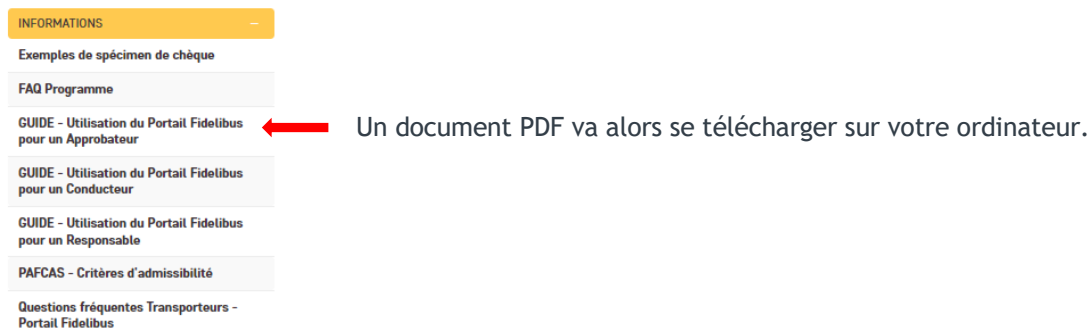 INFORMATIONS
Exemples de spécimen de chèque
FAQ Programme
GUIDE - Utilisation du Portail Fidelibus
pour un Approbateur
Un document PDF va alors se télécharger sur votre ordinateur.
GUIDE - Utilisation du Portail Fidelibus
pour un Conducteur
GUIDE - Utilisation du Portail Fidelibus
pour un Responsable
PAFCAS - Critères d'admissibilité
Questions fréquentes Transporteurs -
Portail Fidelibus